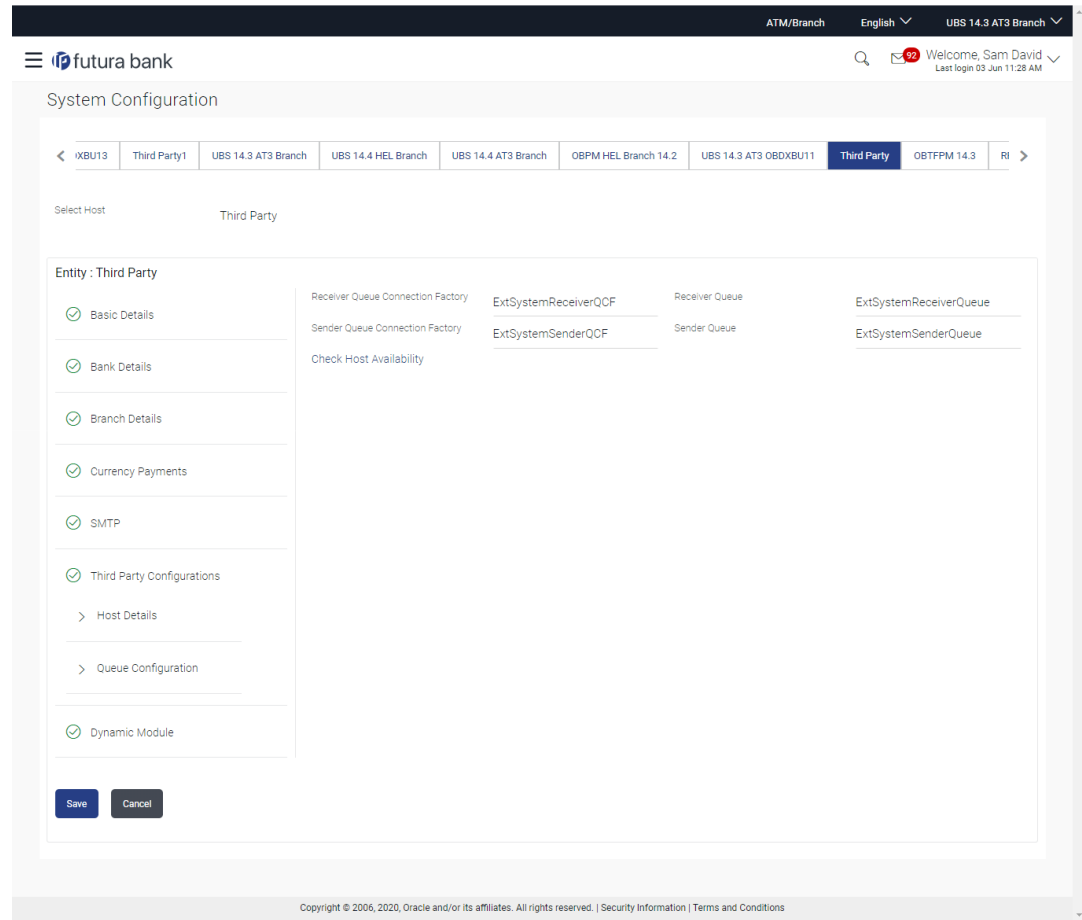 ATM/Branch English UBS 14.3 AT3 Branch
futura bank 92 Welcome, Sam David
Last login 03 Jun 11:28 AM
System Configuration
XBU13 Third Party1 UBS 14.3 AT3 Branch UBS 14.4 HEL Branch UBS 14.4 AT3 Branch OBPM HEL Branch 14.2 UBS 14.3 AT3 OBDXBU11 Third Party OBTFPM 14.3
Select Host Third Party
Entity : Third Party
Receiver Queue Connection Factory ExtSystemReceiverQCF Receiver Queue ExtSystemReceiverQueue
Basic Details
Sender Queue Connection Factory ExtSystemSenderQCF Sender Queue ExtSystemSenderQueue
Check Host Availability
Bank Details
Branch Details
Currency Payments
SMTP
Third Party Configurations
Host Details
Queue Configuration
Dynamic Module
Save Cancel
Copyright © 2006, 2020, Oracle and/or its affiliates. All rights reserved. | Security Information | Terms and Conditions